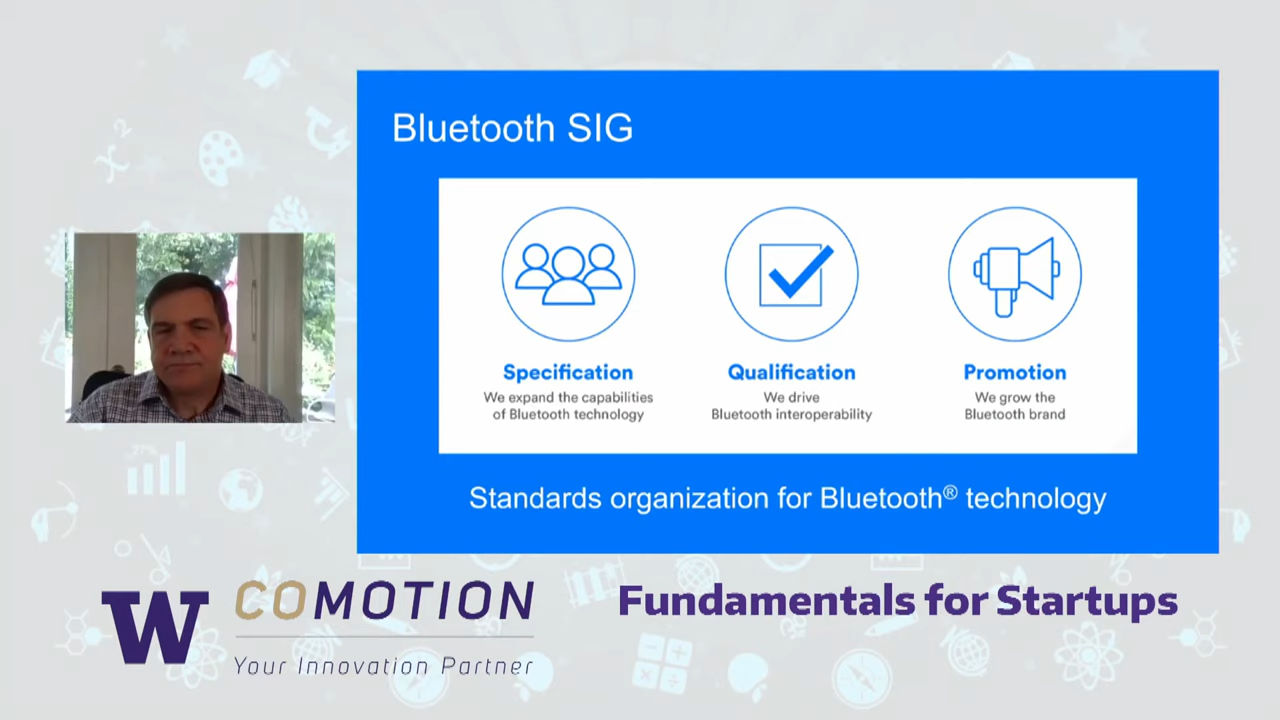 Bluetooth SIG
Specification
We expand the capabilities
of Bluetooth technology
Qualification
We drive
Bluetooth interoperability
Promotion
We grow the
Bluetooth brand
Standards organization for Bluetooth® technology
W
COMOTION
Your Innovation Partner
Fundamentals for Startups